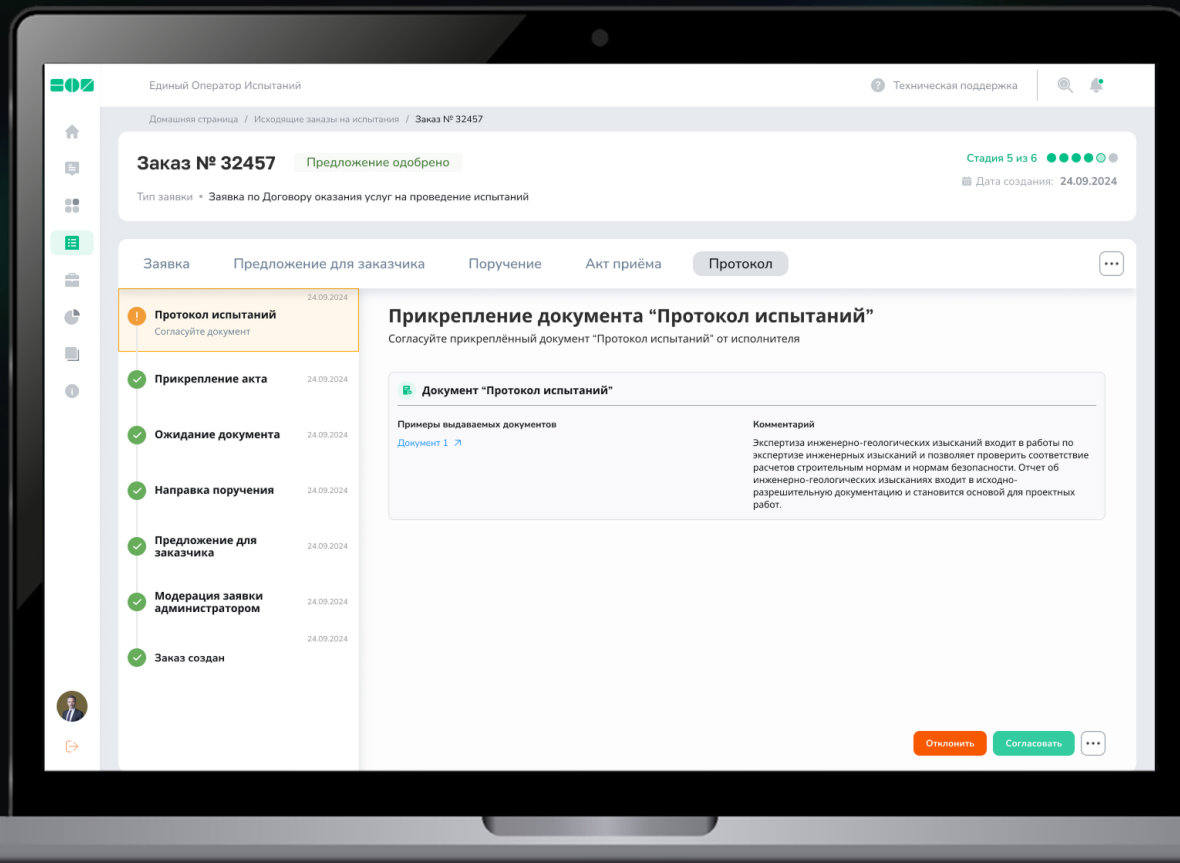 Единый Оператор Испытаний
Техническая поддержка
Домашняя страница / Исходящие заказы на испытания / Заказ № 32457
Заказ № 32457
Предложение одобрено
Стадия 5 из 6
Тип заявки • Заявка по Договору оказания услуг на проведение испытаний
Дата создания: 24.09.2024
Заявка
Предложение для заказчика
Поручение
Акт приёма
Протокол
24.09.2024
Протокол испытаний
Согласуйте документ
Прикрепление акта
24.09.2024
Ожидание документа
24.09.2024
Направка поручения
24.09.2024
Предложение для
заказчика
24.09.2024
Модерация заявки
администратором
24.09.2024
24.09.2024
Заказ создан
Прикрепление документа “Протокол испытаний”
Согласуйте прикреплённый документ “Протокол испытаний” от исполнителя
Документ “Протокол испытаний”
Примеры выдаваемых документов
Документ 1
Комментарий
Экспертиза инженерно-геологических изысканий входит в работы по
экспертизе инженерных изысканий и позволяет проверить соответствие
расчетов строительным нормам и нормам безопасности. Отчет об
инженерно-геологических изысканиях входит в исходно-
разрешительную документацию и становится основой для проектных
работ.
Отклонить
Согласовать